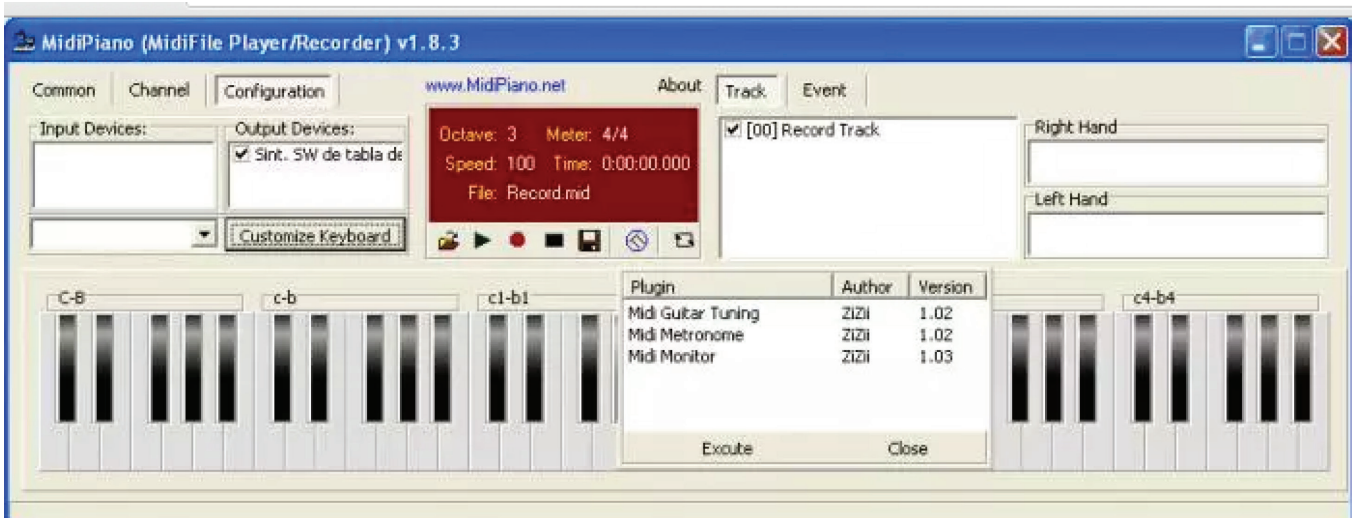 MidiPiano (MidiFile Player/Recorder) v1.8.3
Common Channel Configuration
www.MidiPiano.net About
Track Event
Input Devices:
Output Devices:
Sint. SW de tabla de
Customize Keyboard
Octave: 3 Meter: 4/4
Speed: 100 Time: 0:00:00.000
File: Record.mid
[00] Record Track
Right Hand
Left Hand
C-B c-b c1-b1 c4-b4
Plugin Author Version
Midi Guitar Tuning ZiZii 1.02
Midi Metronome ZiZii 1.02
Midi Monitor ZiZii 1.03
Excute Close